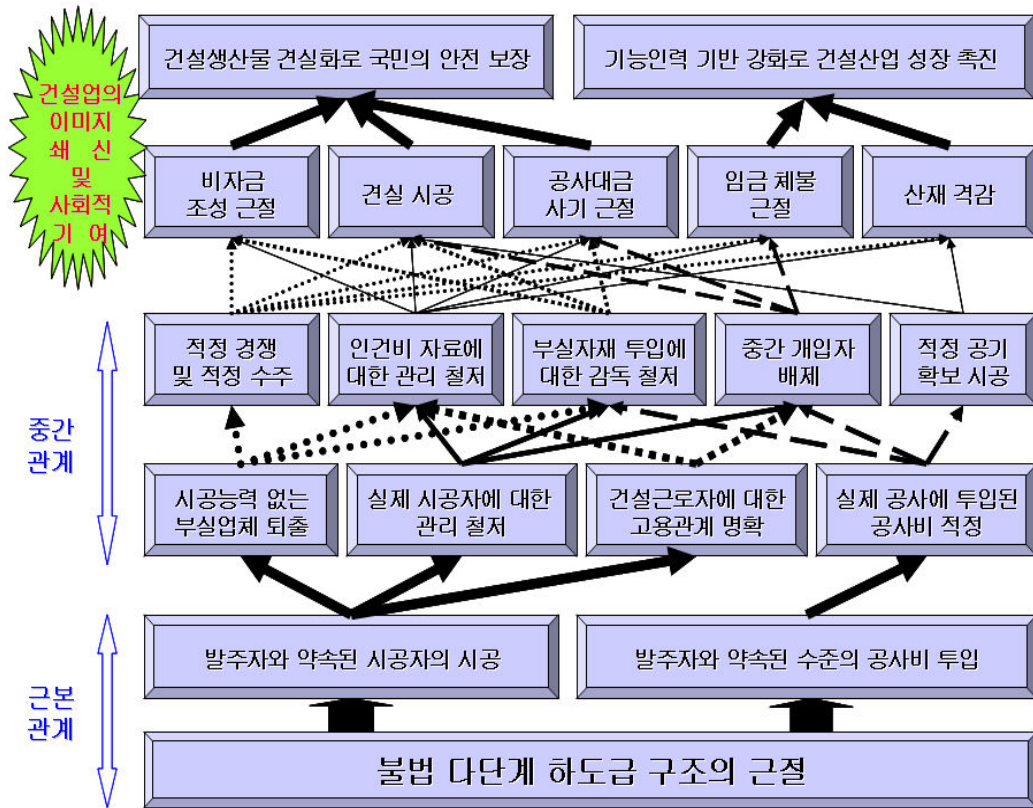 건설생산물 견실화로 국민의 안전 보장
기능인력 기반 강화로 건설산업 성장 촉진
건설업의
이미지
쇄 신
및
사회적
기 여
비자금
조성 근절
견실 시공
공사대금
사기 근절
임금 체불
근절
산재 격감
적정 경쟁
및 적정 수주
인건비 자료에
대한 관리 철저
부실자재 투입에
대한 감독 철저
중간 개입자
배제
적정 공기
확보 시공
중간
관계
시공능력 없는
부실업체 퇴출
실제 시공자에 대한
관리 철저
건설근로자에 대한
고용관계 명확
실제 공사에 투입된
공사비 적정
발주자와 약속된 시공자의 시공
발주자와 약속된 수준의 공사비 투입
근본
관계
불법 다단계 하도급 구조의 근절